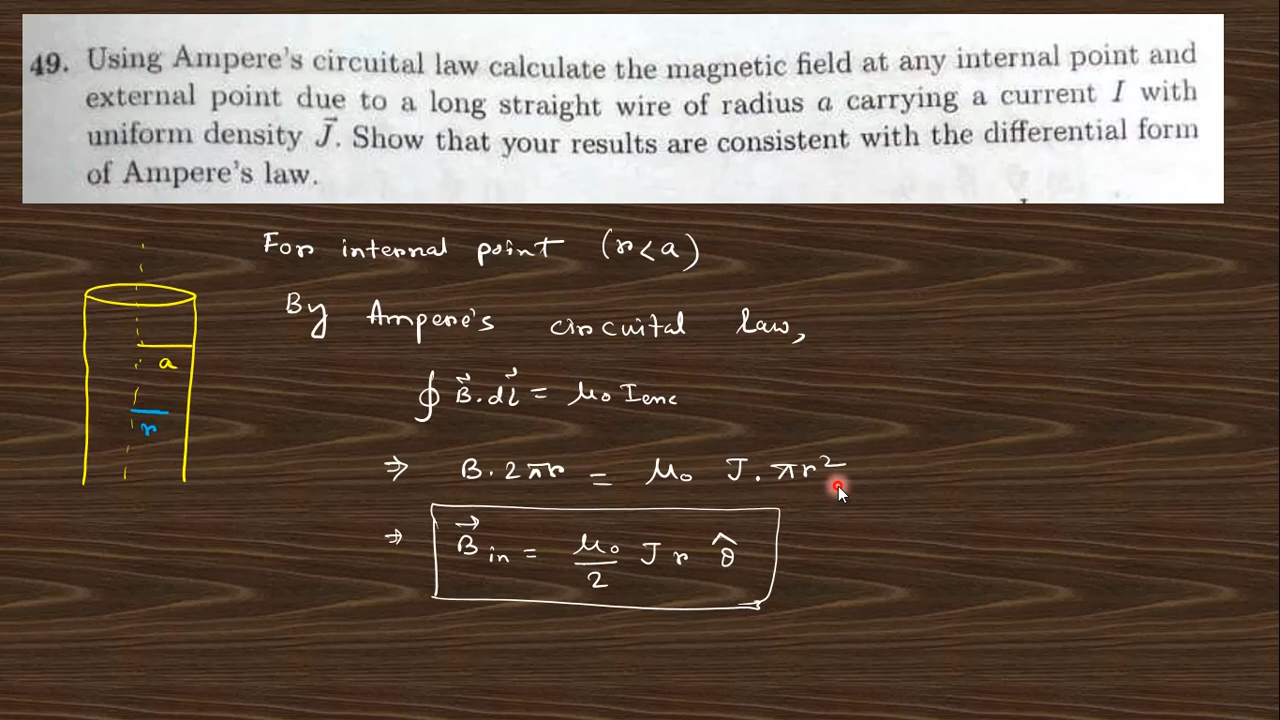 49. Using Ampere's circuital law calculate the magnetic field at any internal point and
external point due to a long straight wire of radius a carrying a current I with
uniform density J⃗. Show that your results are consistent with the differential form
of Ampere's law.
For internal point (r<a)
By Ampere's circuital law,
∮ B⃗.dl⃗ = μ₀ Ienc
⇒ B.2πr = μ₀ J.πr²
⇒ B⃗in = μ₀/2 J r θ̂
a
r